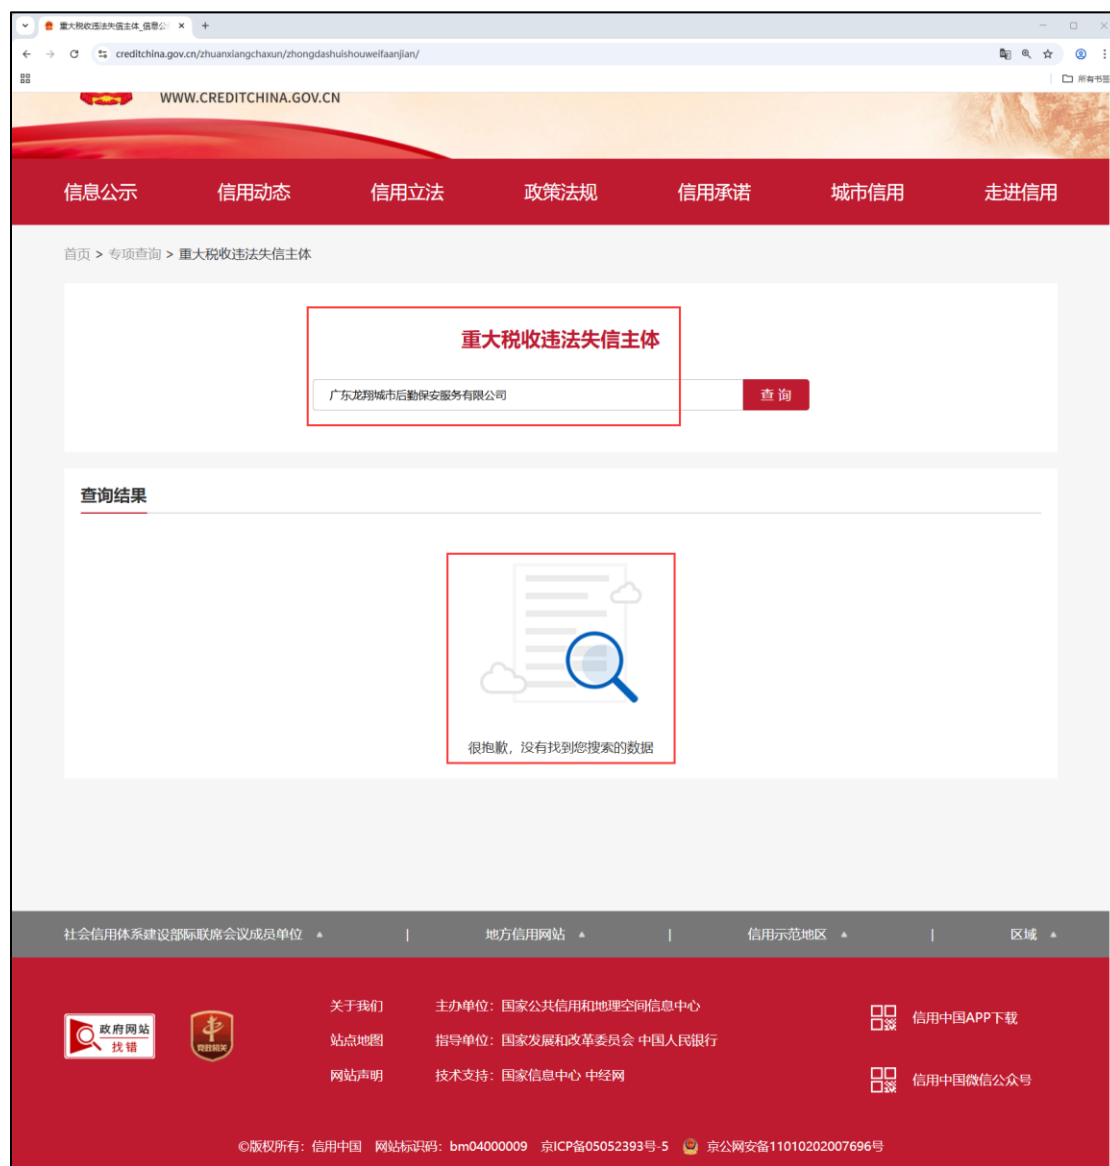 重大税收违法失信主体_信息公
creditchina.gov.cn/zhuanxiangchaxun/zhongdashuishouweifaanjian/
所有书签
WWW.CREDITCHINA.GOV.CN
信息公示 信用动态 信用立法 政策法规 信用承诺 城市信用 走进信用
首页 > 专项查询 > 重大税收违法失信主体
重大税收违法失信主体
广东龙翔城市后勤保安服务有限公司 查 询
查询结果
很抱歉，没有找到您搜索的数据
社会信用体系建设部际联席会议成员单位 | 地方信用网站 | 信用示范地区 | 区域
政府网站
找错
党政机关
关于我们 主办单位：国家公共信用和地理空间信息中心
站点地图 指导单位：国家发展和改革委员会 中国人民银行
网站声明 技术支持：国家信息中心 中经网
信用中国APP下载
信用中国微信公众号
©版权所有：信用中国 网站标识码：bm04000009 京ICP备05052393号-5 京公网安备11010202007696号